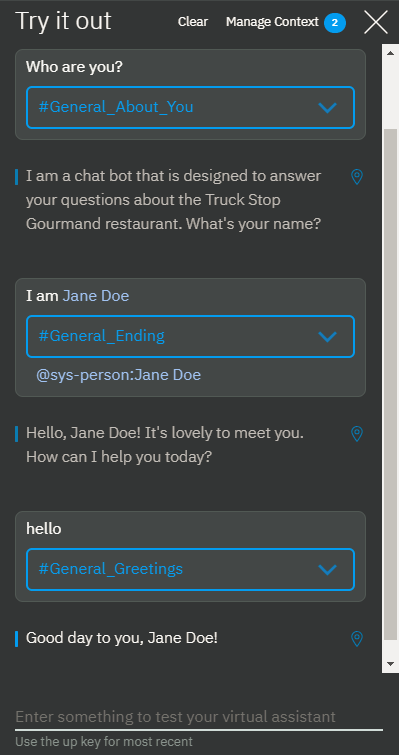 Try it out
Clear
Manage Context 2
Who are you?
#General_About_You
I am a chat bot that is designed to answer
your questions about the Truck Stop
Gourmand restaurant. What's your name?
I am Jane Doe
#General_Ending
@sys-person:Jane Doe
Hello, Jane Doe! It's lovely to meet you.
How can I help you today?
hello
#General_Greetings
Good day to you, Jane Doe!
Enter something to test your virtual assistant
Use the up key for most recent